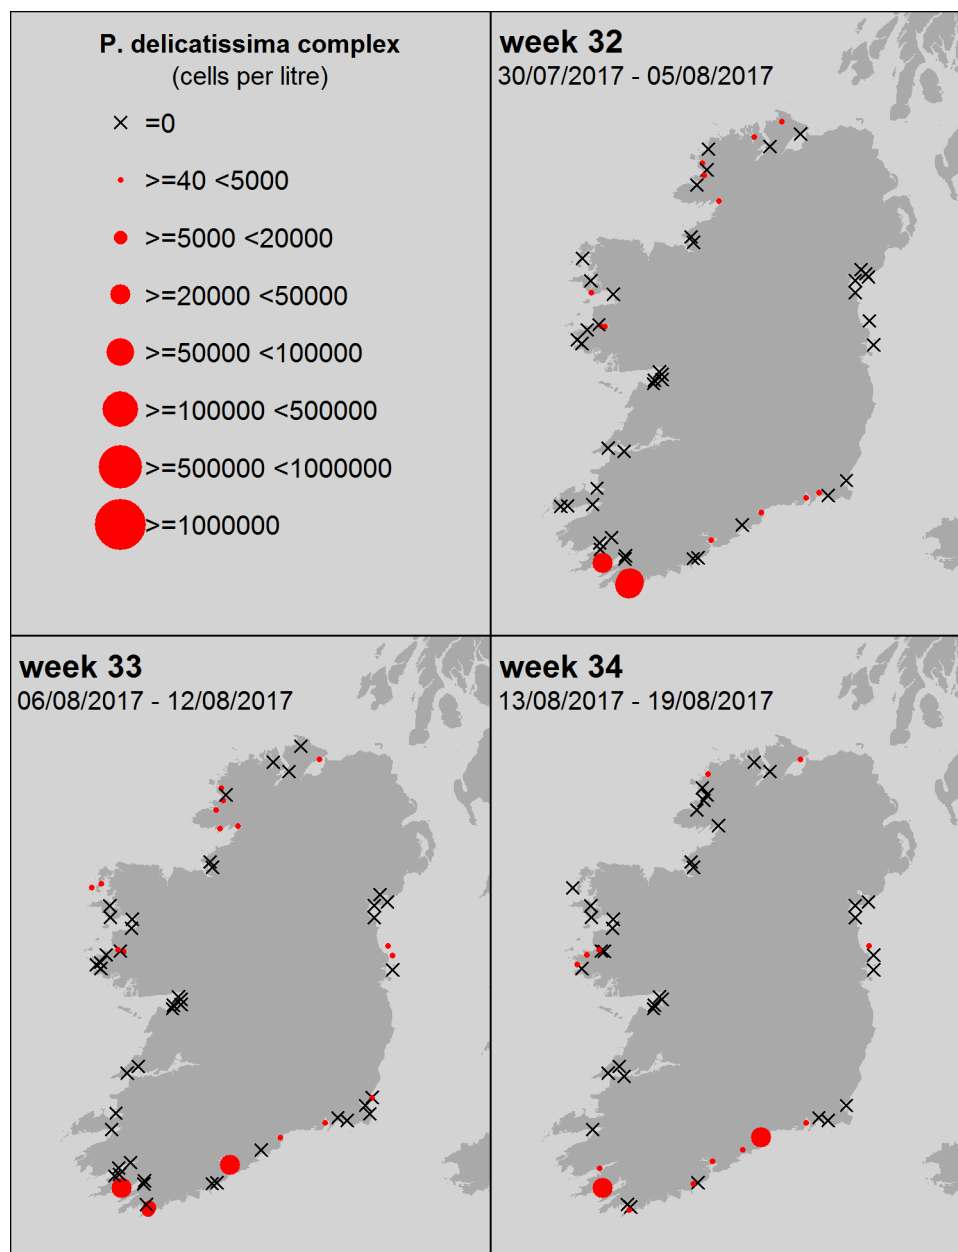 P. delicatissima complex
(cells per litre)
=0
>=40 <5000
>=5000 <20000
>=20000 <50000
>=50000 <100000
>=100000 <500000
>=500000 <1000000
>=1000000
week 32
30/07/2017 - 05/08/2017
week 33
06/08/2017 - 12/08/2017
week 34
13/08/2017 - 19/08/2017